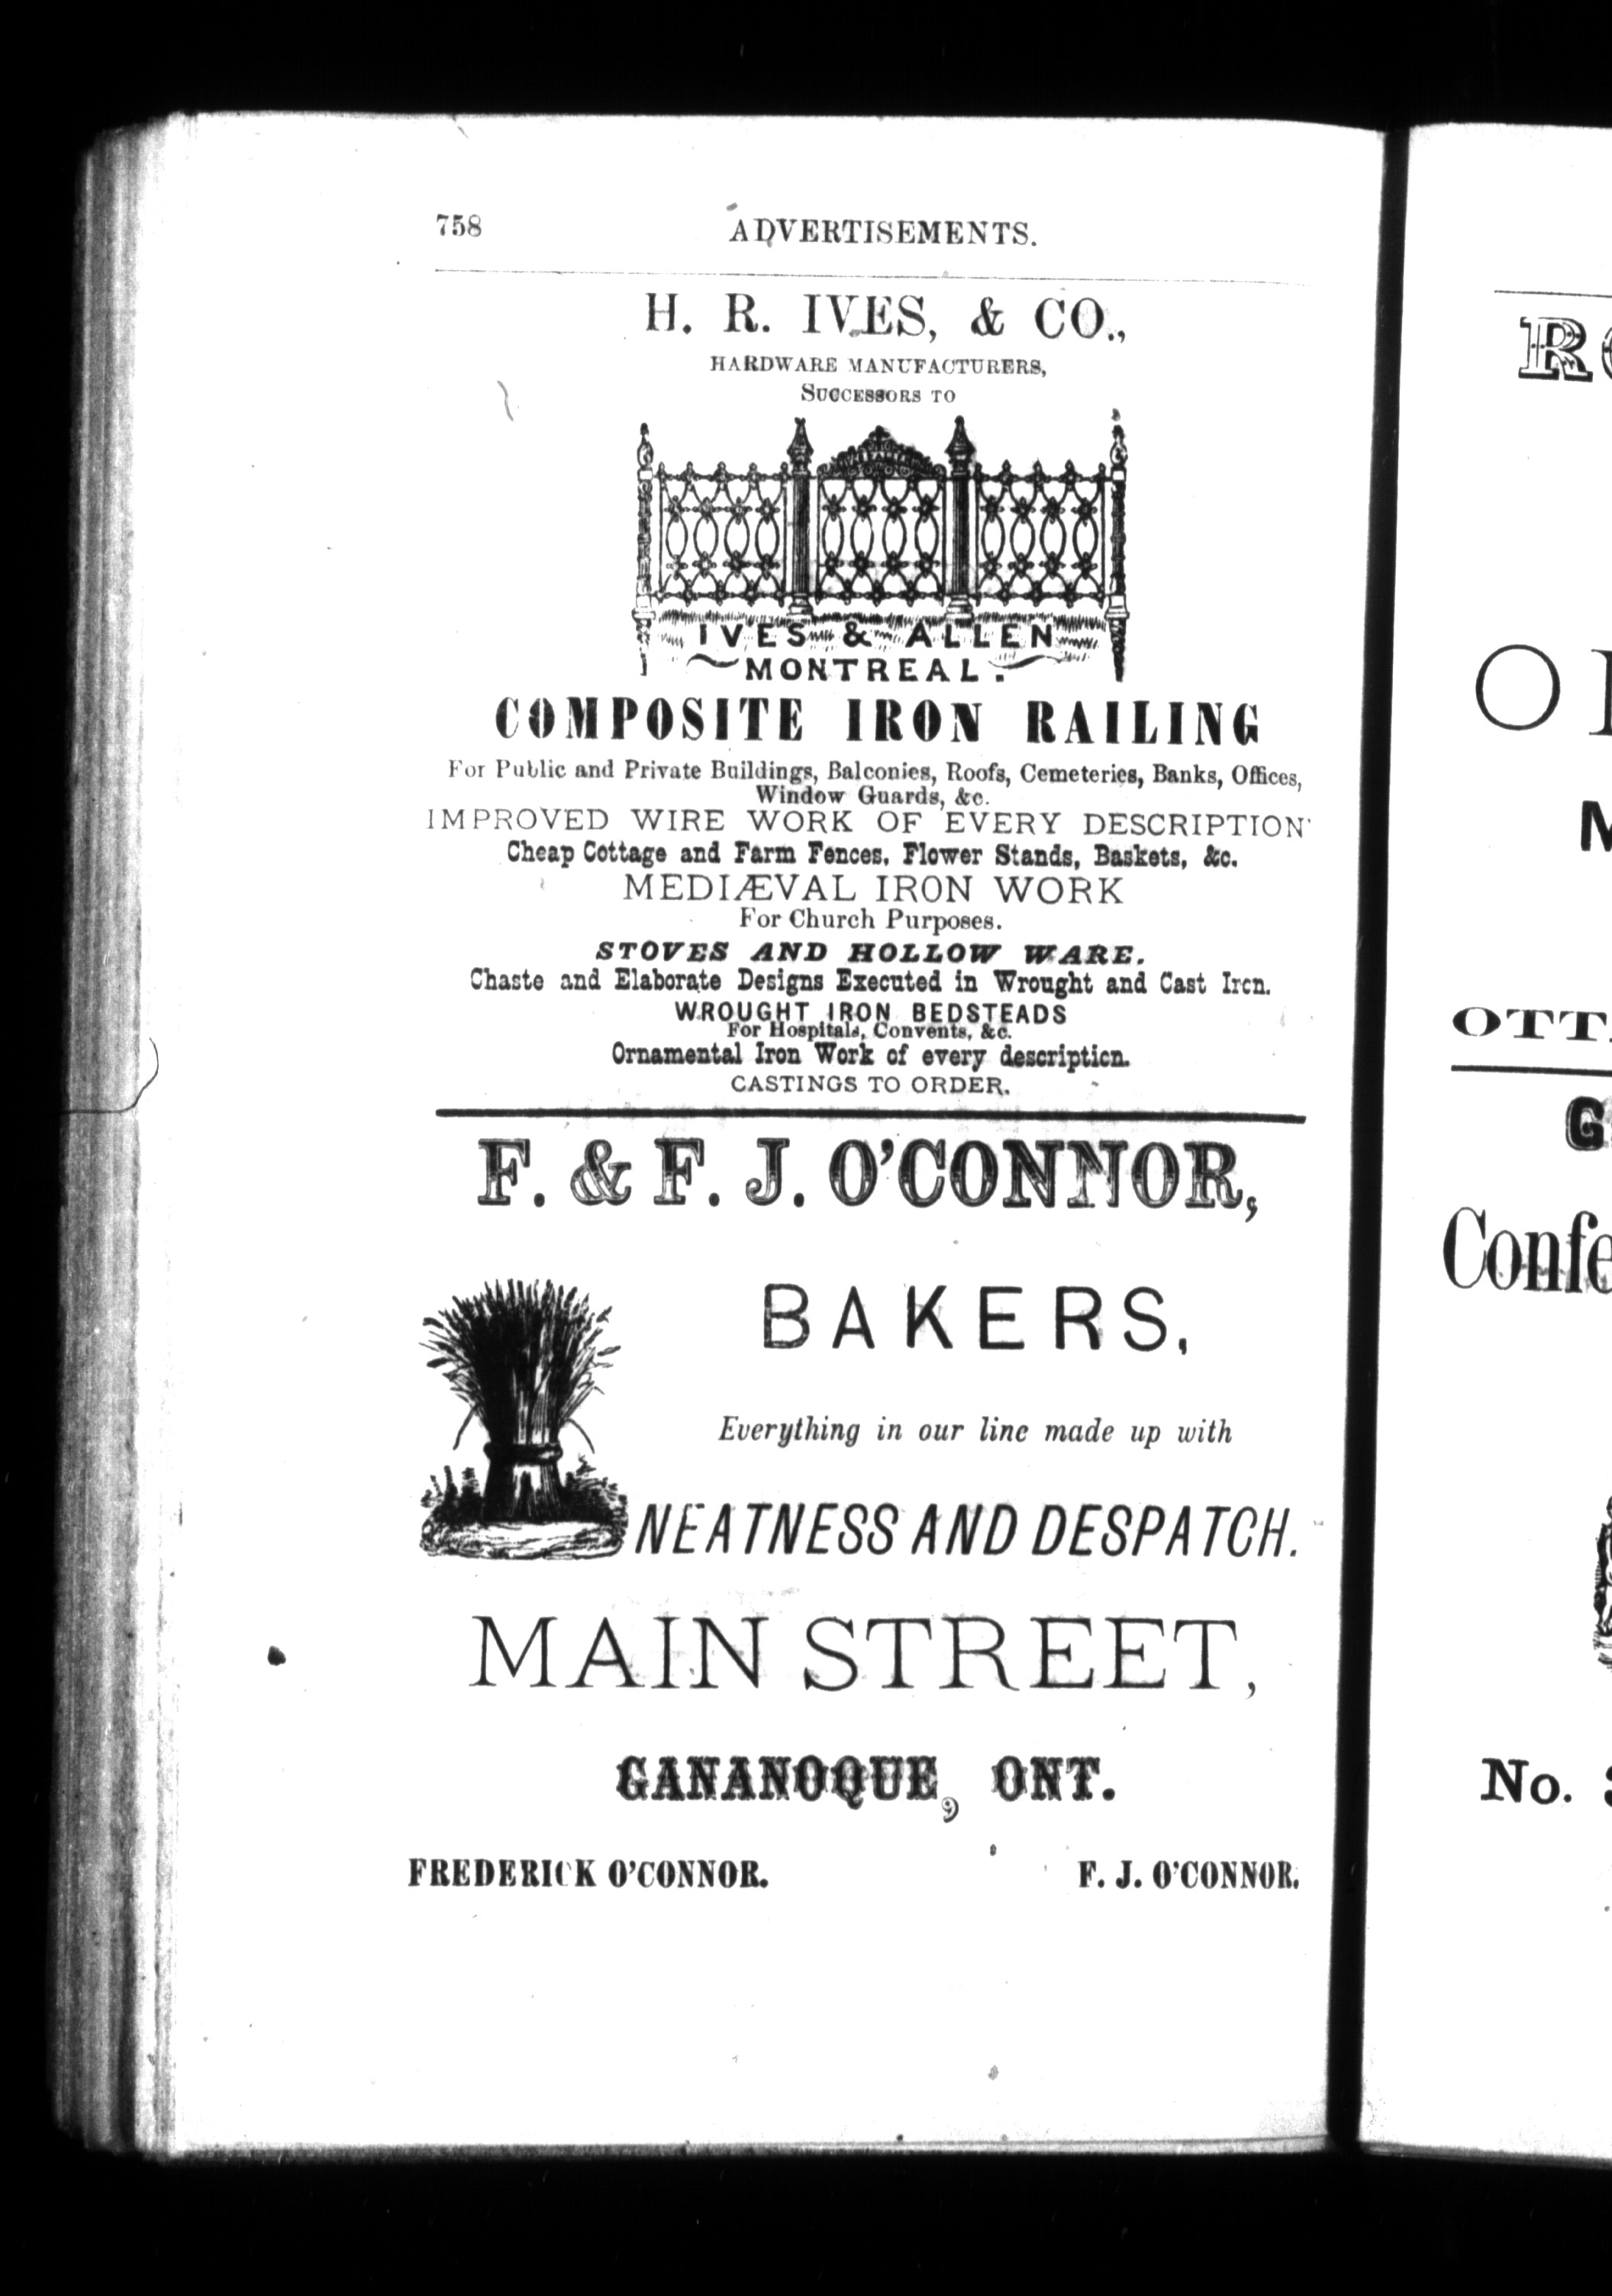 758
ADVERTISEMENTS.
H. R. IVES, & CO.,
HARDWARE MANUFACTURERS,
SUCCESSORS TO
IVES & ALLEN
MONTREAL.
COMPOSITE IRON RAILING
For Public and Private Buildings, Balconies, Roofs, Cemeteries, Banks, Offices,
Window Guards, &c.
IMPROVED WIRE WORK OF EVERY DESCRIPTION
Cheap Cottage and Farm Fences, Flower Stands, Baskets, &c.
MEDIÆVAL IRON WORK
For Church Purposes.
STOVES AND HOLLOW WARE.
Chaste and Elaborate Designs Executed in Wrought and Cast Iron.
WROUGHT IRON BEDSTEADS
For Hospitals, Convents, &c.
Ornamental Iron Work of every description.
CASTINGS TO ORDER.
F. & F. J. O'CONNOR,
BAKERS,
Everything in our line made up with
NEATNESS AND DESPATCH.
MAIN STREET,
GANANOQUE, ONT.
FREDERICK O'CONNOR.
F. J. O'CONNOR.
OTT
Confe
No.